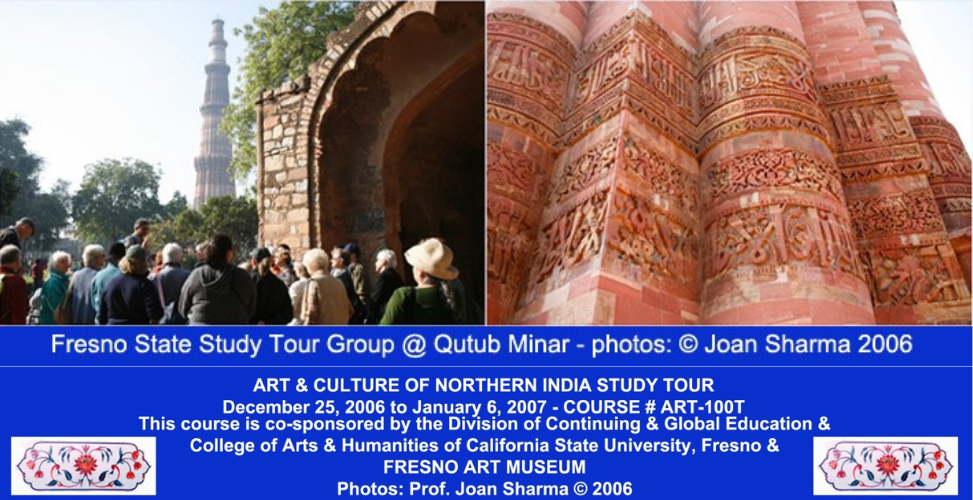 Fresno State Study Tour Group @ Qutub Minar - photos: © Joan Sharma 2006
ART & CULTURE OF NORTHERN INDIA STUDY TOUR
December 25, 2006 to January 6, 2007 - COURSE # ART-100T
This course is co-sponsored by the Division of Continuing & Global Education &
College of Arts & Humanities of California State University, Fresno &
FRESNO ART MUSEUM
Photos: Prof. Joan Sharma © 2006